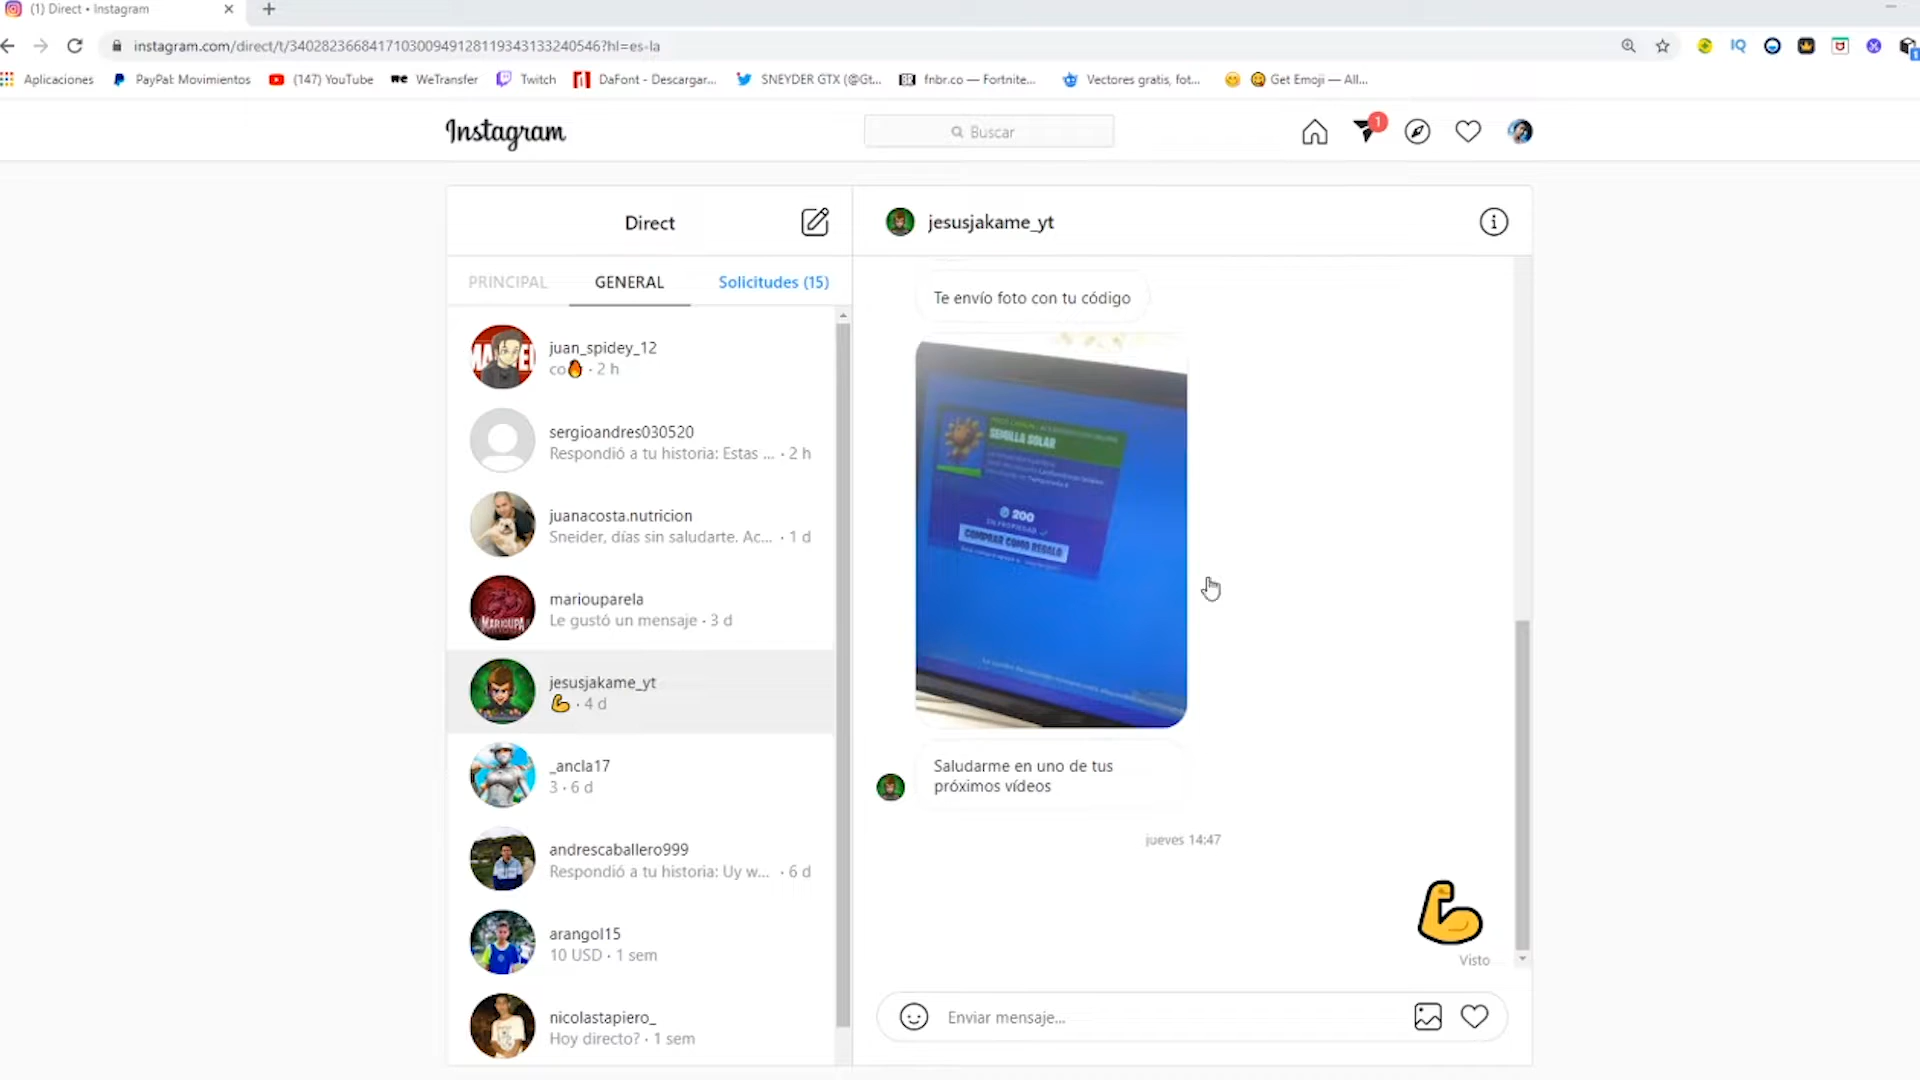 (1) Direct • Instagram
instagram.com/direct/t/340282366841710300949128119343133240546?hl=es-la
Aplicaciones
PayPal: Movimientos
(147) YouTube
we WeTransfer
Twitch
DaFont - Descargar...
SNEYDER GTX (@Gt...
fnbr.co — Fortnite...
Vectores gratis, fot...
Get Emoji — All...
IQ
1
Instagram
Buscar
1
Direct
PRINCIPAL
GENERAL
Solicitudes (15)
juan_spidey_12
co🔥 · 2 h
sergioandres030520
Respondió a tu historia: Estas ... · 2 h
juanacosta.nutricion
Sneider, días sin saludarte. Ac... · 1 d
mariouparela
Le gustó un mensaje · 3 d
MARIOUPA
jesusjakame_yt
💪 · 4 d
_ancla17
3 · 6 d
andrescaballero999
Respondió a tu historia: Uy w... · 6 d
arangol15
10 USD · 1 sem
nicolastapiero_
Hoy directo? · 1 sem
jesusjakame_yt
Te envío foto con tu código
SEMILLA SOLAR
200
EN PROPIEDAD
COMPRAR COMO REGALO
Saludarme en uno de tus
próximos vídeos
jueves 14:47
💪
Visto
Enviar mensaje...